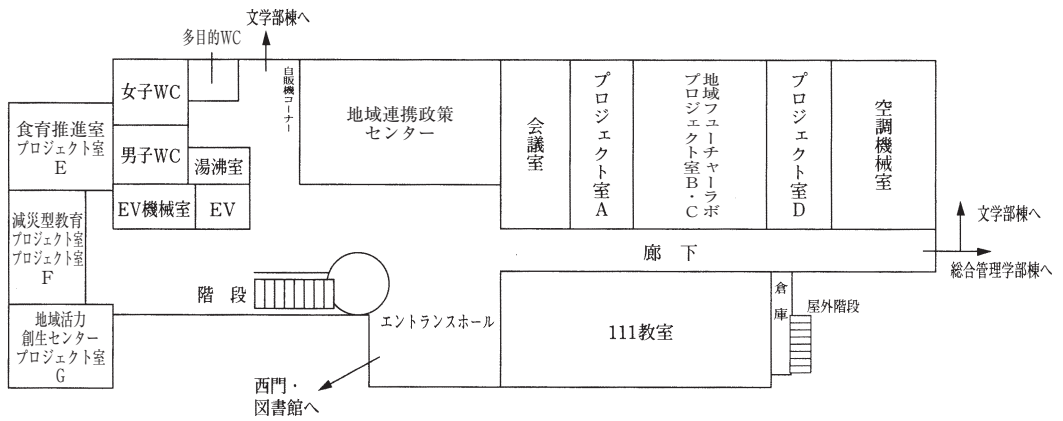 文学部棟へ
多目的WC
自販機コーナー
女子WC
男子WC
湯沸室
EV機械室
EV
食育推進室
プロジェクト室
E
減災型教育
プロジェクト室
プロジェクト室
F
地域活力
創生センター
プロジェクト室
G
階 段
地域連携政策
センター
会議室
プロジェクト室A
地域フューチャーラボ
プロジェクト室B・C
プロジェクト室D
空調機械室
廊 下
文学部棟へ
総合管理学部棟へ
エントランスホール
111教室
倉庫
屋外階段
西門・
図書館へ